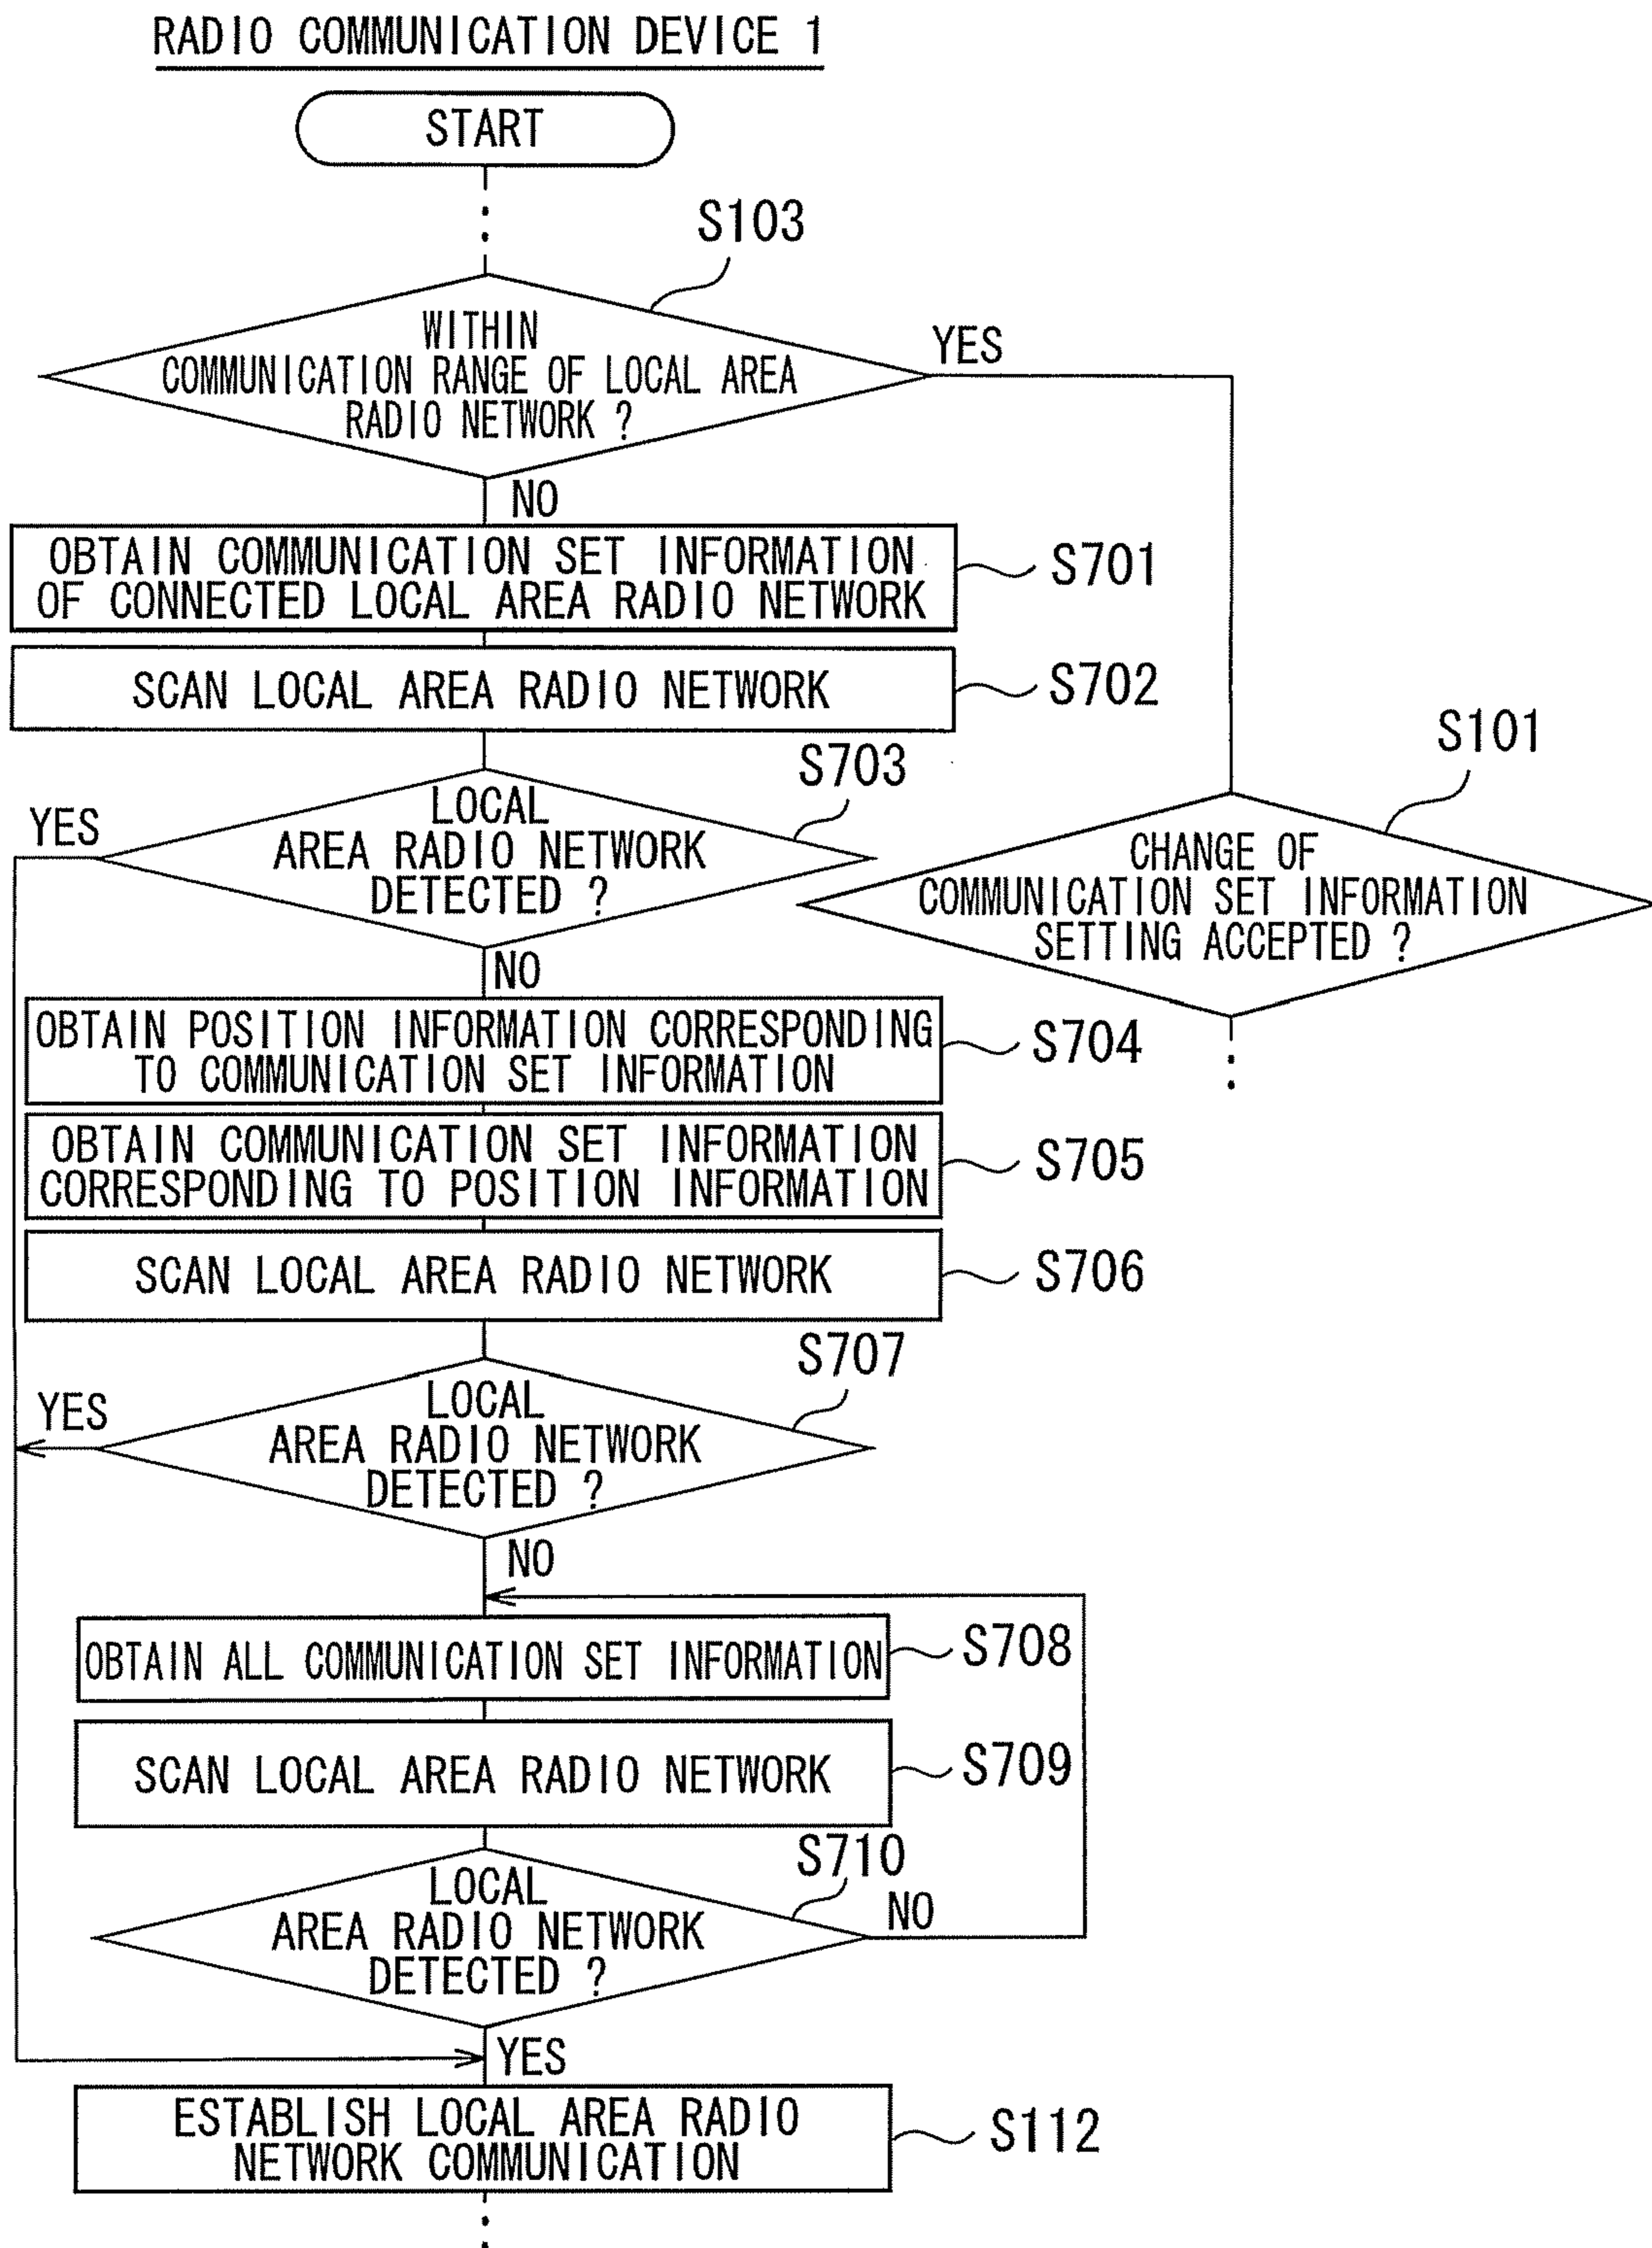 RADIO COMMUNICATION DEVICE 1
START
S103
WITHIN
COMMUNICATION RANGE OF LOCAL AREA
RADIO NETWORK ?
YES
NO
OBTAIN COMMUNICATION SET INFORMATION
OF CONNECTED LOCAL AREA RADIO NETWORK
S701
SCAN LOCAL AREA RADIO NETWORK
S702
S703
LOCAL
AREA RADIO NETWORK
DETECTED ?
YES
NO
S101
CHANGE OF
COMMUNICATION SET INFORMATION
SETTING ACCEPTED ?
OBTAIN POSITION INFORMATION CORRESPONDING
TO COMMUNICATION SET INFORMATION
S704
OBTAIN COMMUNICATION SET INFORMATION
CORRESPONDING TO POSITION INFORMATION
S705
SCAN LOCAL AREA RADIO NETWORK
S706
S707
LOCAL
AREA RADIO NETWORK
DETECTED ?
YES
NO
OBTAIN ALL COMMUNICATION SET INFORMATION
S708
SCAN LOCAL AREA RADIO NETWORK
S709
S710
LOCAL
AREA RADIO NETWORK
DETECTED ?
NO
YES
ESTABLISH LOCAL AREA RADIO
NETWORK COMMUNICATION
S112